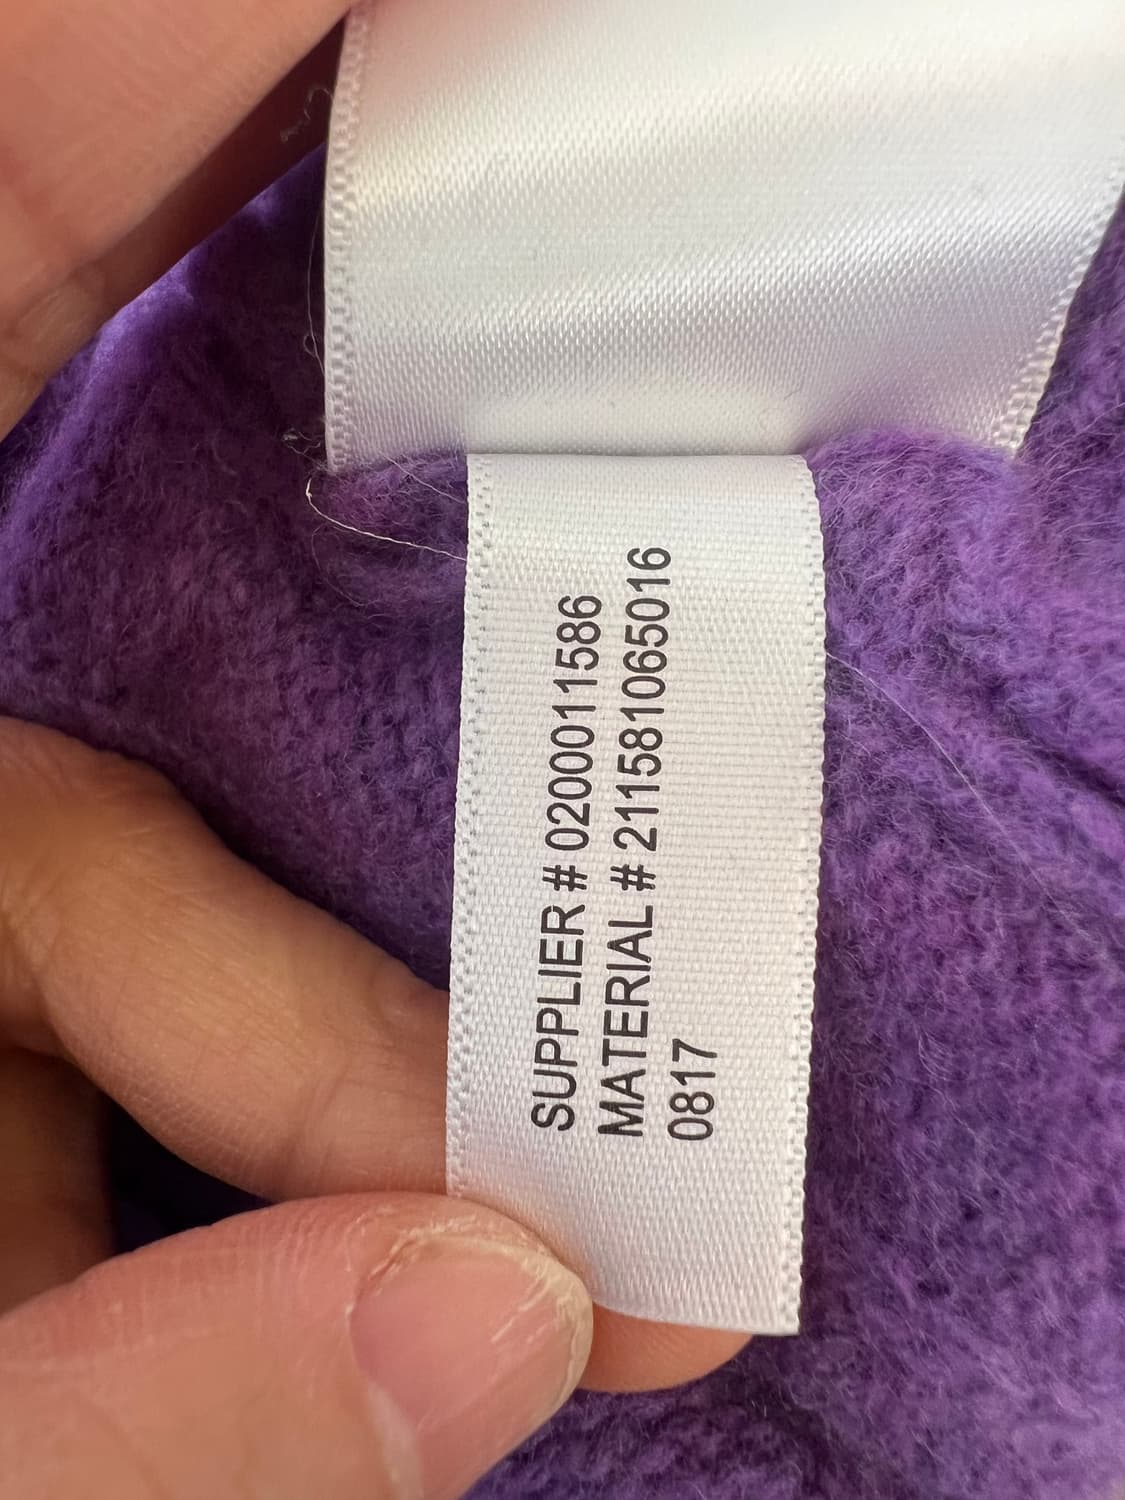 SUPPLIER # 0200011586
MATERIAL # 2115810650​16
0817